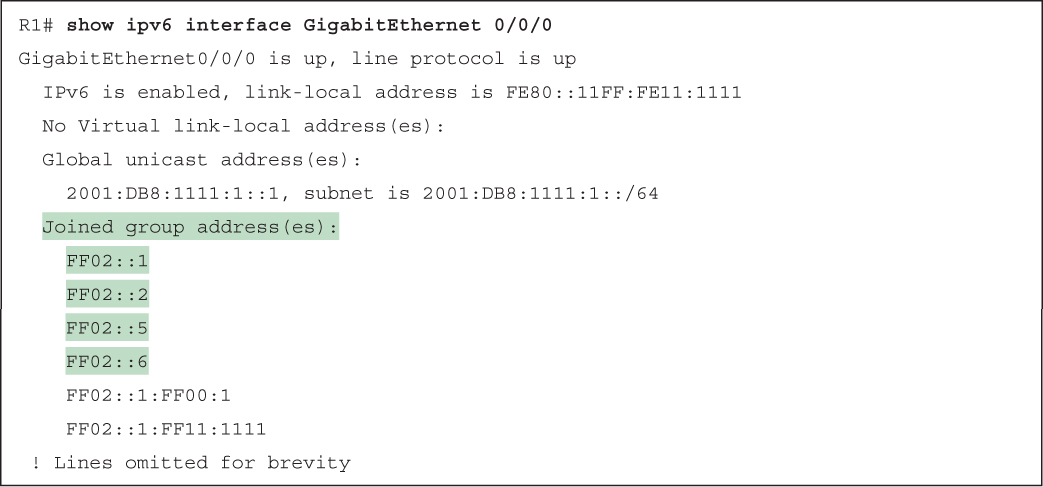 R1# show ipv6 interface GigabitEthernet 0/0/0
GigabitEthernet0/0/0 is up, line protocol is up
IPv6 is enabled, link-local address is FE80::11FF:FE11:1111
No Virtual link-local address(es):
Global unicast address(es):
2001:DB8:1111:1::1, subnet is 2001:DB8:1111:1::/64
Joined group address(es):
FF02::1
FF02::2
FF02::5
FF02::6
FF02::1:FF00:1
FF02::1:FF11:1111
! Lines omitted for brevity